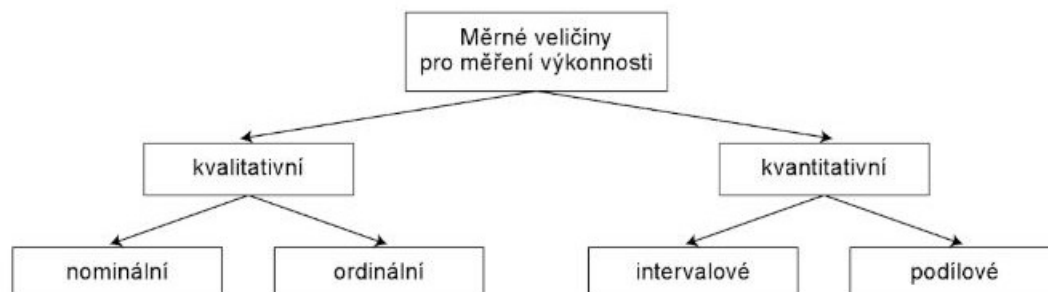 Měrné veličiny
pro měření výkonnosti
kvalitativní
kvantitativní
nominální
ordinální
intervalové
podílové